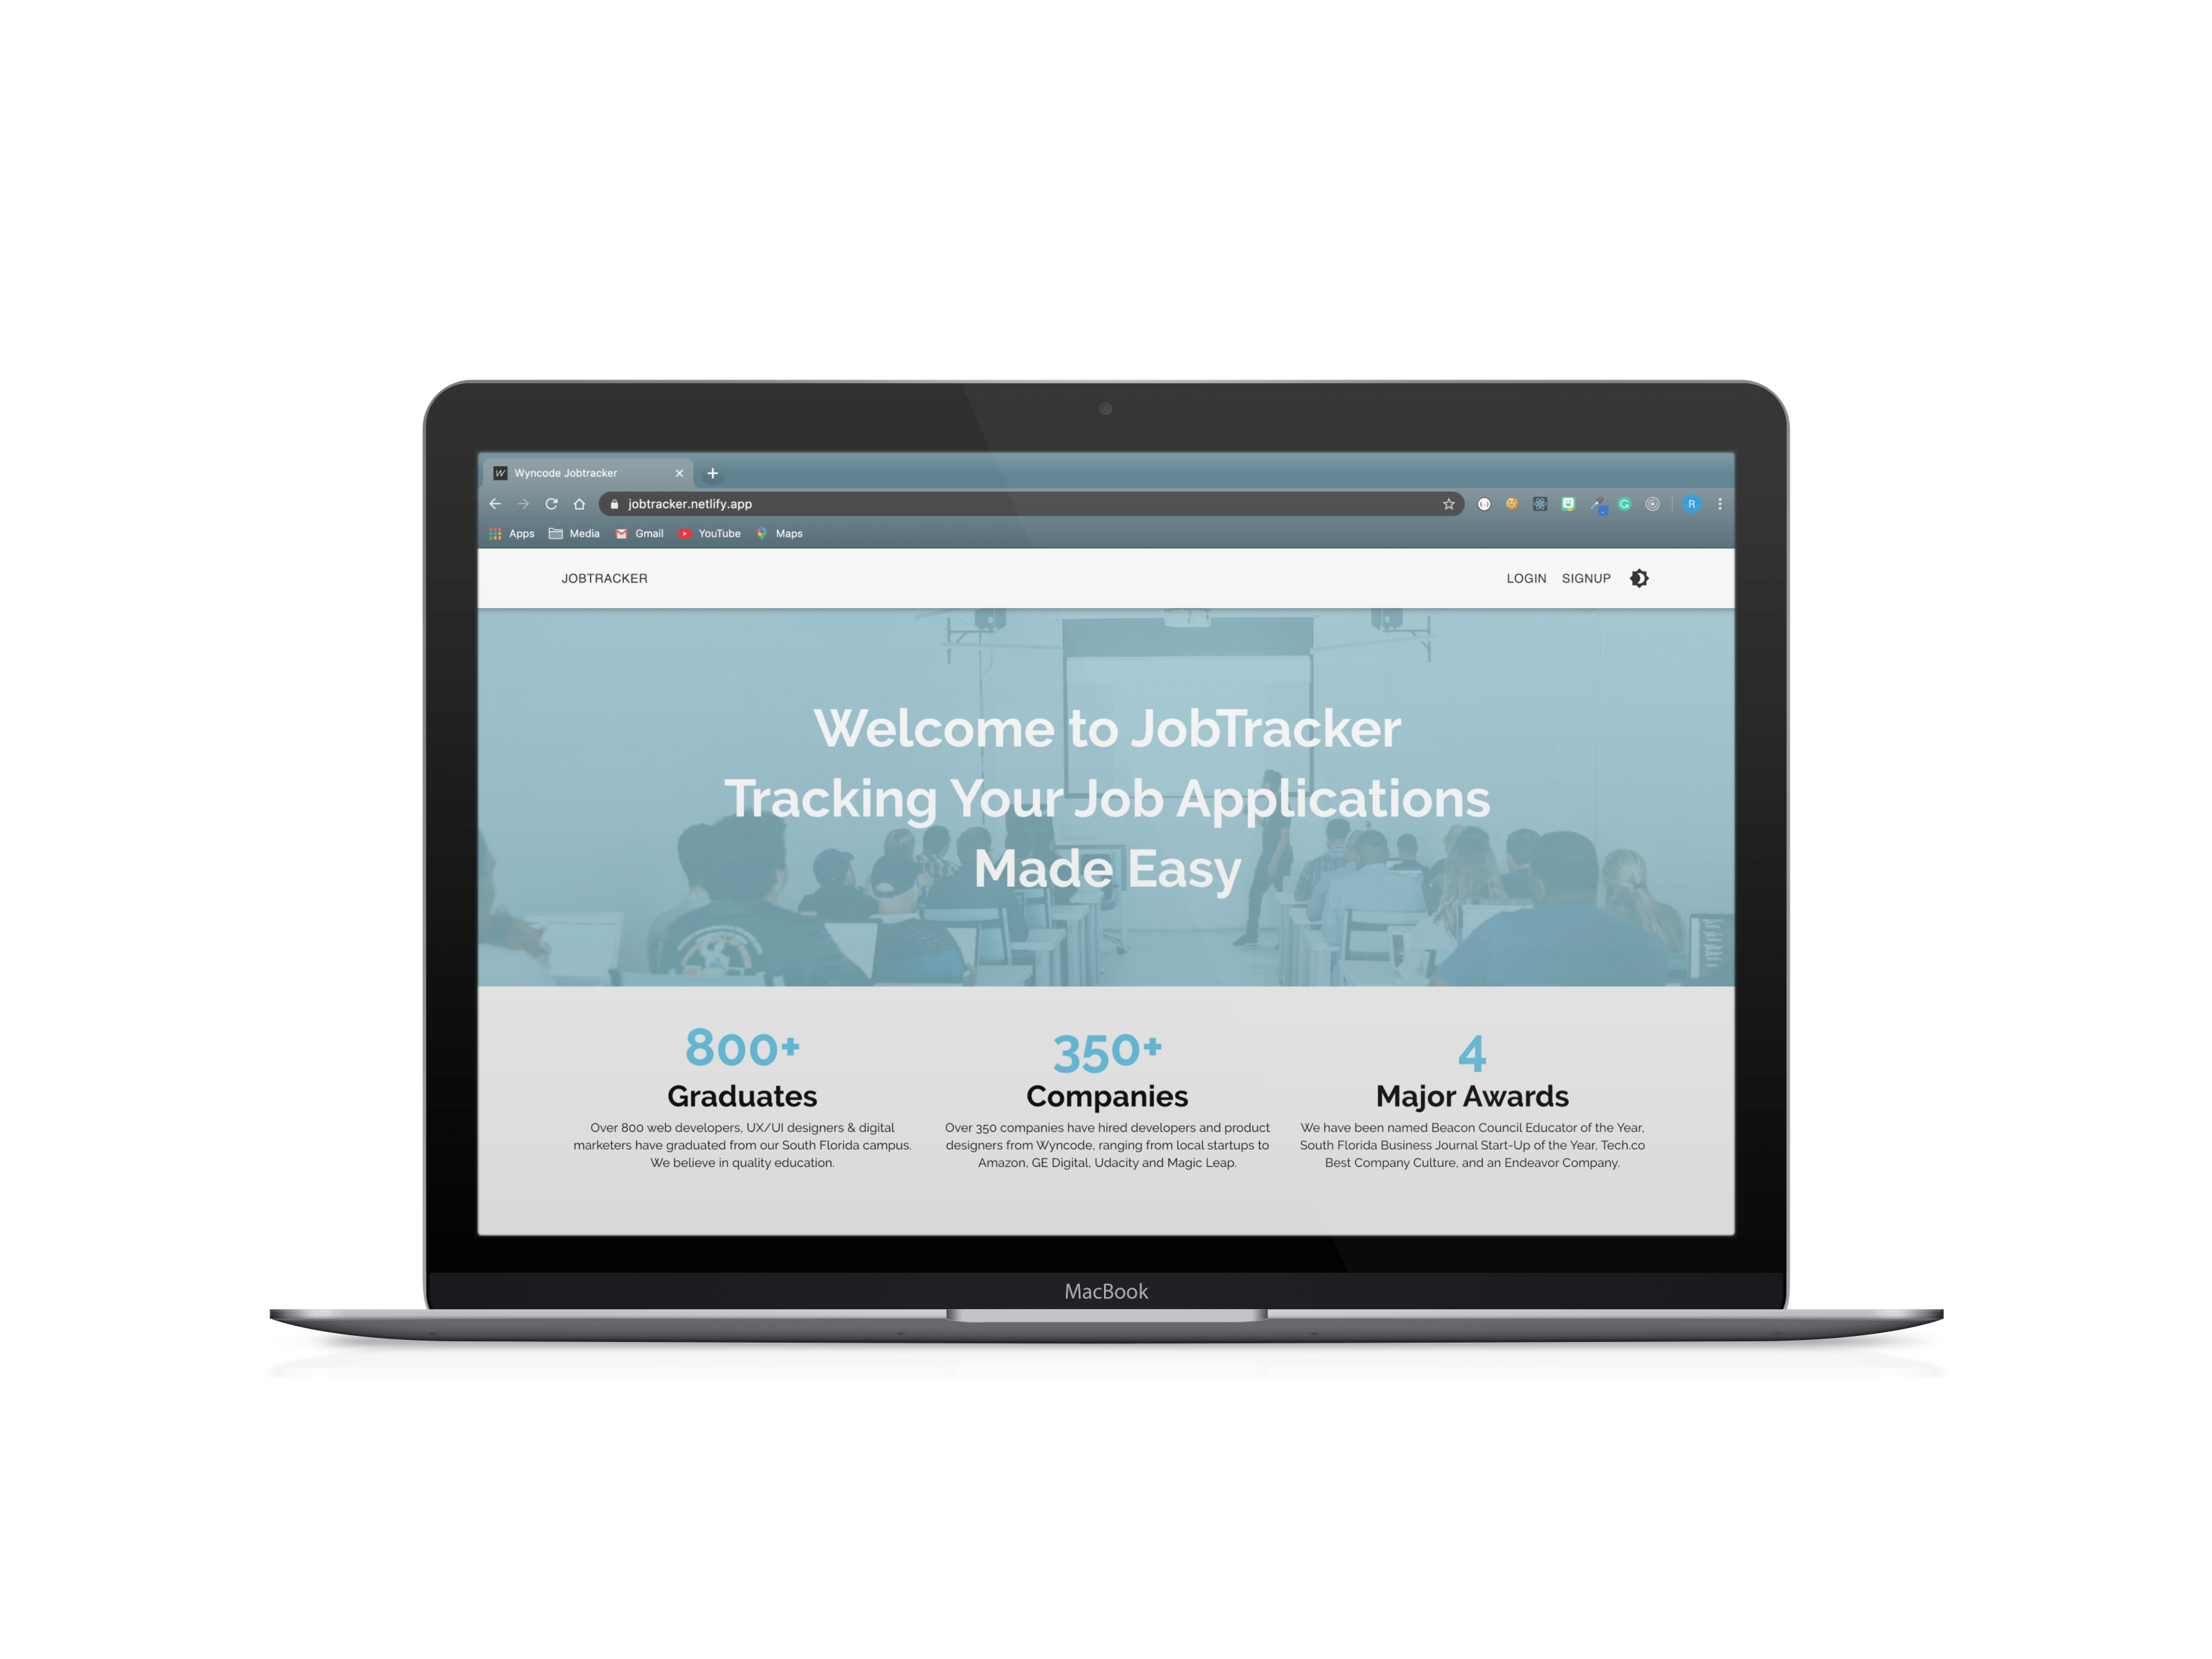 Wyncode Jobtracker
jobtracker.netlify.app
R
Apps Media Gmail YouTube Maps
JOBTRACKER LOGIN SIGNUP
Welcome to JobTracker
Tracking Your Job Applications
Made Easy
800+
Graduates
Over 800 web developers, UX/UI designers & digital
marketers have graduated from our South Florida campus.
We believe in quality education.
350+
Companies
Over 350 companies have hired developers and product
designers from Wyncode, ranging from local startups to
Amazon, GE Digital, Udacity and Magic Leap.
4
Major Awards
We have been named Beacon Council Educator of the Year,
South Florida Business Journal Start-Up of the Year, Tech.co
Best Company Culture, and an Endeavor Company.
MacBook